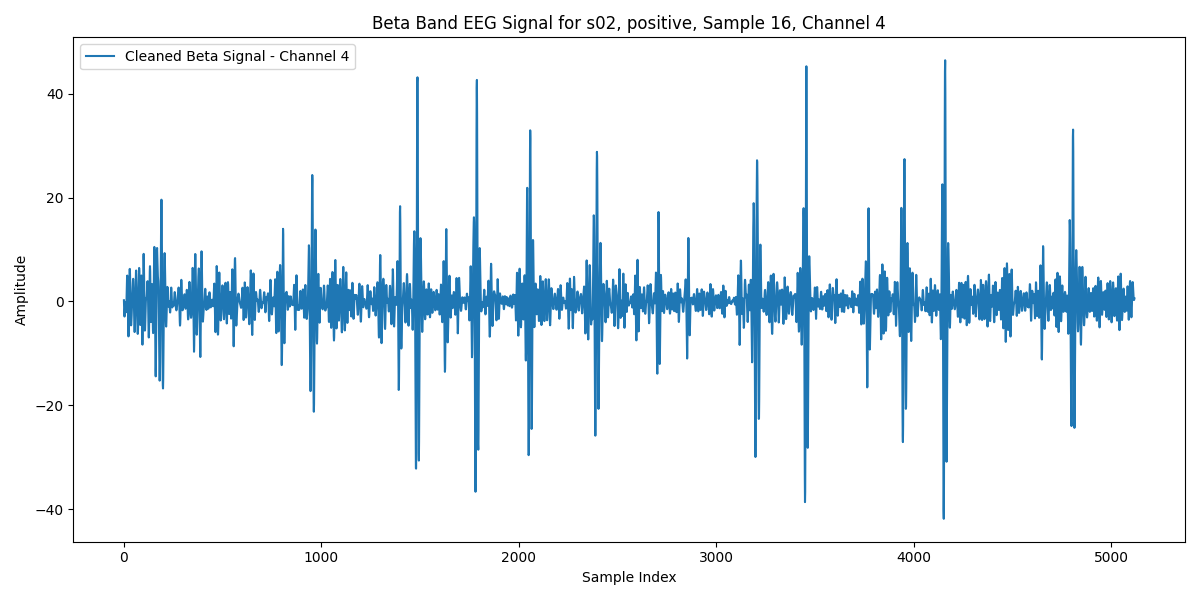 Beta Band EEG Signal for s02, positive, Sample 16, Channel 4
Cleaned Beta Signal - Channel 4
Amplitude
40
20
0
−20
−40
0 1000 2000 3000 4000 5000
Sample Index